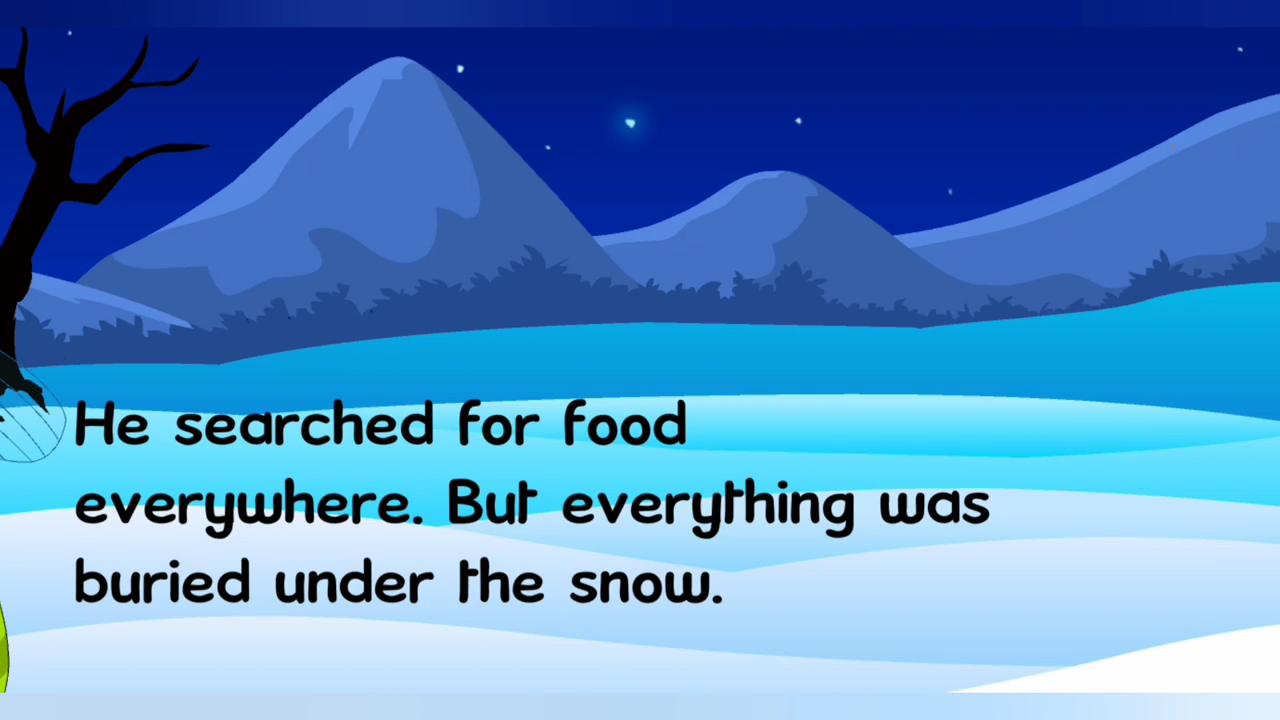 He searched for food
everywhere. But everything was
buried under the snow.